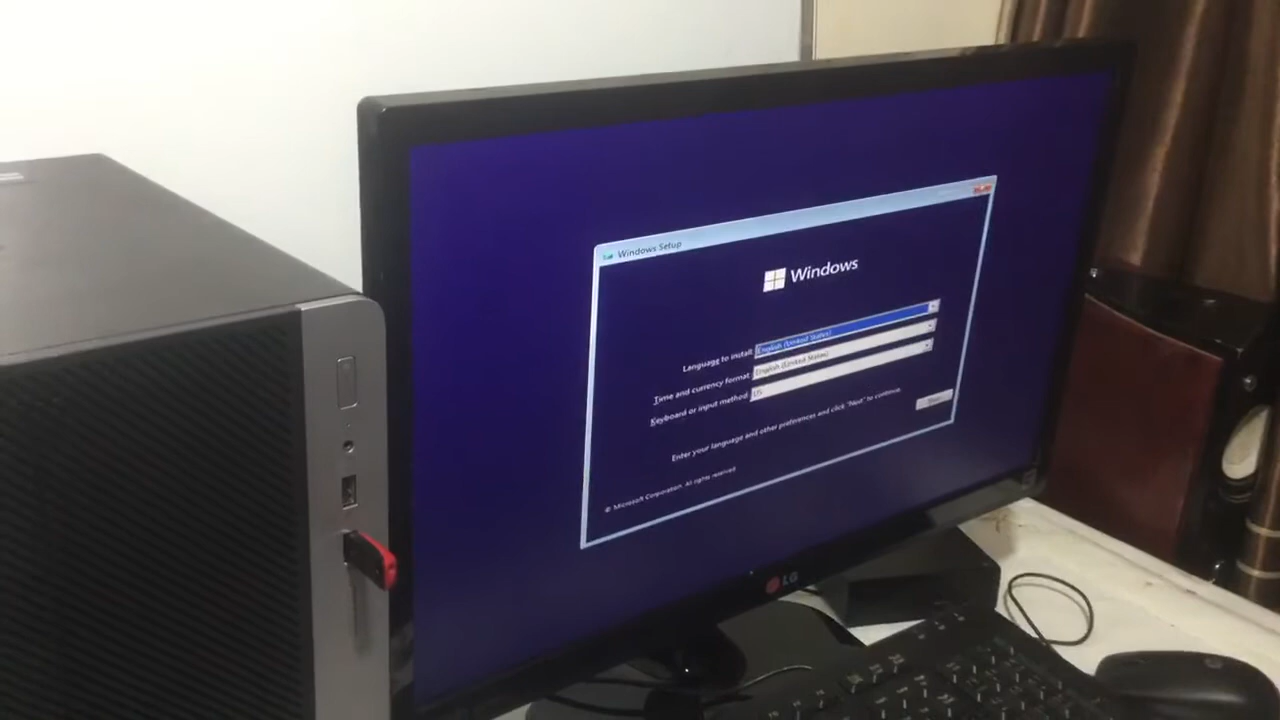 Windows Setup
Windows
Language to install: English (United States)
Time and currency format: English (United States)
Keyboard or input method: US
Enter your language and other preferences and click "Next" to continue.
© Microsoft Corporation. All rights reserved.
LG